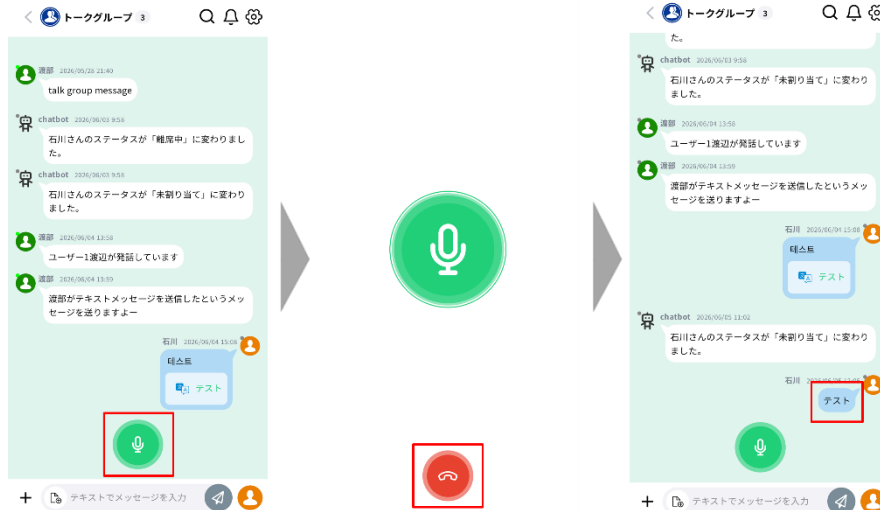 トークグループ 3
渡部 2026/05/28 21:40
talk group message
chatbot 2026/06/03 9:58
石川さんのステータスが「離席中」に変わりまし
た。
chatbot 2026/06/03 9:58
石川さんのステータスが「未割り当て」に変わり
ました。
渡部 2026/06/04 13:58
ユーザー1渡辺が発話しています
渡部 2026/06/04 13:59
渡部がテキストメッセージを送信したというメッ
セージを送りますよー
石川 2026/06/04 15:08
테스트
テスト
テキストでメッセージを入力
トークグループ 3
た。
chatbot 2026/06/03 9:58
石川さんのステータスが「未割り当て」に変わり
ました。
渡部 2026/06/04 13:58
ユーザー1渡辺が発話しています
渡部 2026/06/04 13:59
渡部がテキストメッセージを送信したというメッ
セージを送りますよー
石川 2026/06/04 15:08
테스트
テスト
chatbot 2026/06/05 11:02
石川さんのステータスが「未割り当て」に変わり
ました。
石川
テスト
テキストでメッセージを入力